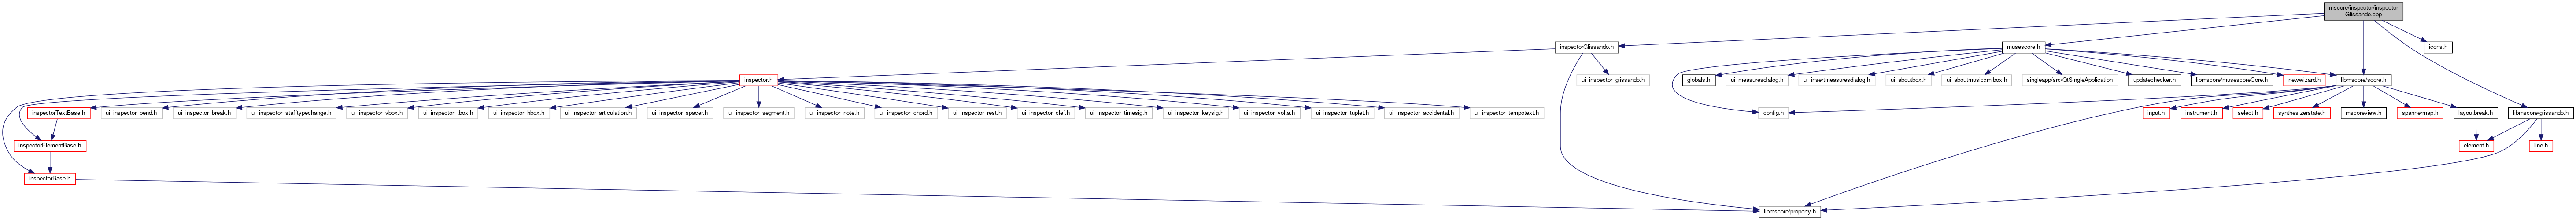 mscore/inspector/inspector
Glissando.cpp
inspectorGlissando.h
musescore.h
icons.h
inspector.h
ui_inspector_glissando.h
globals.h
ui_measuresdialog.h
ui_insertmeasuresdialog.h
ui_aboutbox.h
ui_aboutmusicxmlbox.h
singleapp/src/QtSingleApplication
updatechecker.h
libmscore/musescoreCore.h
newwizard.h
libmscore/score.h
inspectorTextBase.h
ui_inspector_bend.h
ui_inspector_break.h
ui_inspector_stafftypechange.h
ui_inspector_vbox.h
ui_inspector_tbox.h
ui_inspector_hbox.h
ui_inspector_articulation.h
ui_inspector_spacer.h
ui_inspector_segment.h
ui_inspector_note.h
ui_inspector_chord.h
ui_inspector_rest.h
ui_inspector_clef.h
ui_inspector_timesig.h
ui_inspector_keysig.h
ui_inspector_volta.h
ui_inspector_tuplet.h
ui_inspector_accidental.h
ui_inspector_tempotext.h
config.h
input.h
instrument.h
select.h
synthesizerstate.h
mscoreview.h
spannermap.h
layoutbreak.h
libmscore/glissando.h
inspectorElementBase.h
element.h
line.h
inspectorBase.h
libmscore/property.h